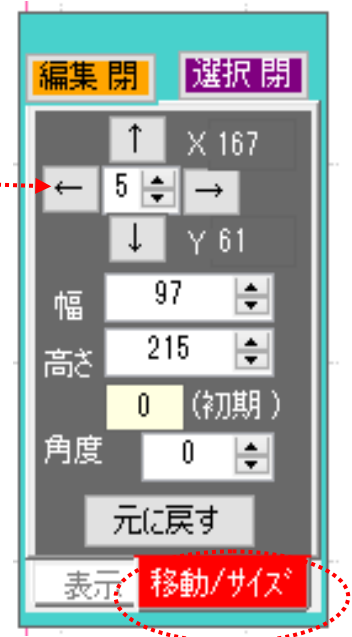 編集 閉 選択 閉
↑ X 167
← 5 →
↓ Y 61
幅 97
高さ 215
0 (初期)
角度 0
元に戻す
表示 移動/サイズ